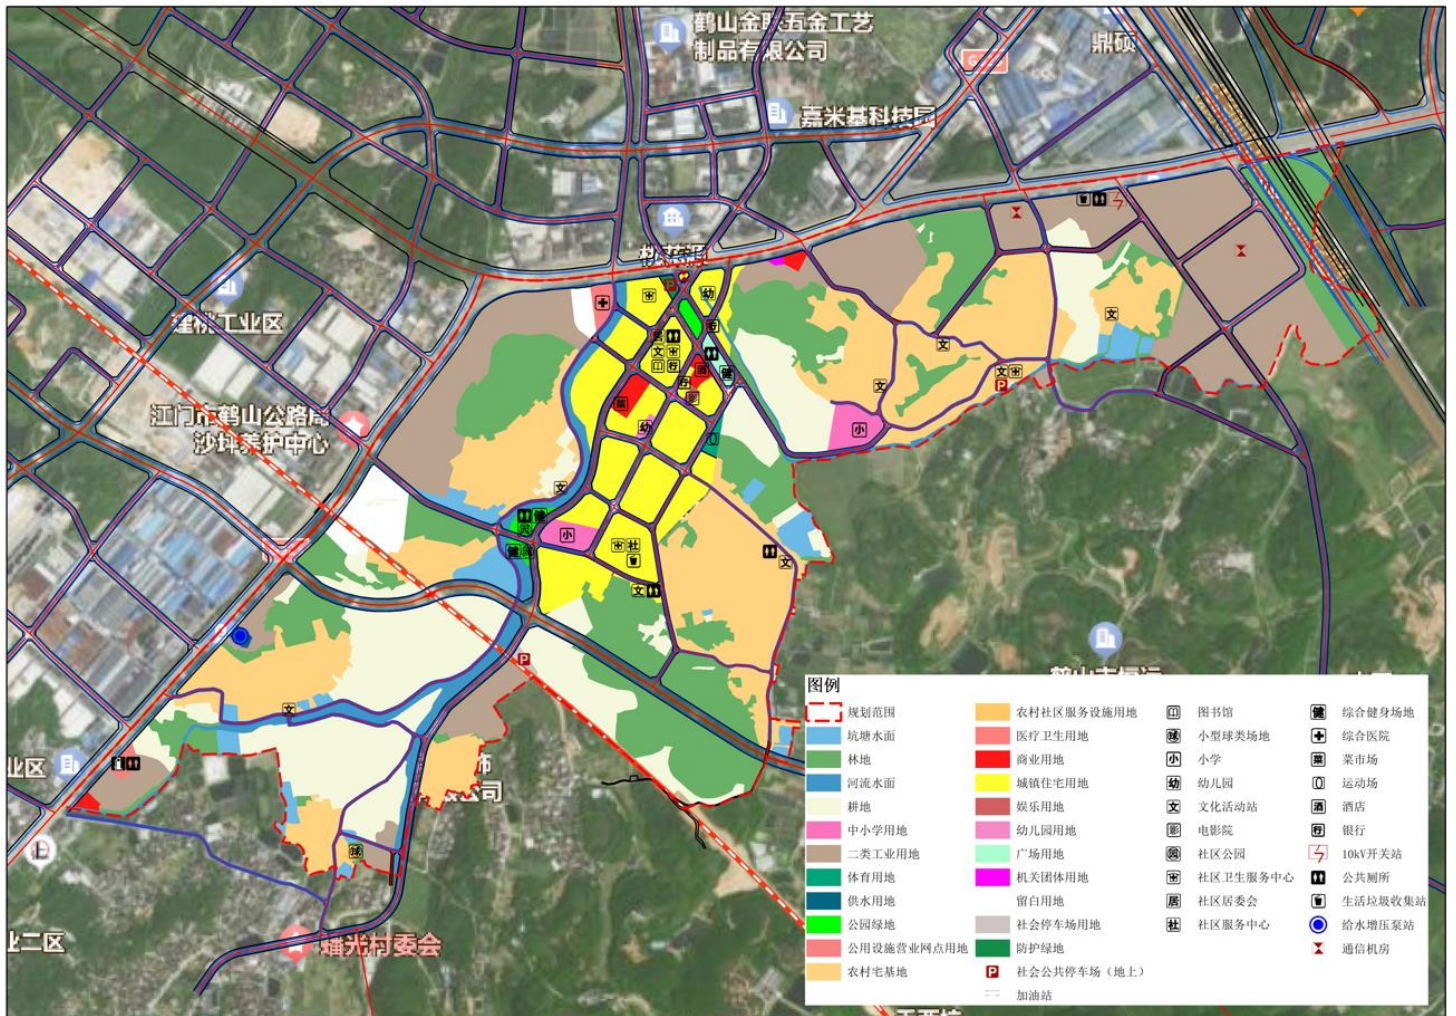 鹤山金联五金工艺
制品有限公司
鼎硕
嘉米基科技园
桃花源
建桃工业区
江门市鹤山公路局
沙坪养护中心
业区
业二区
蟠光村委会
图例
规划范围
坑塘水面
林地
河流水面
耕地
中小学用地
二类工业用地
体育用地
供水用地
公园绿地
公用设施营业网点用地
农村宅基地
农村社区服务设施用地
医疗卫生用地
商业用地
城镇住宅用地
娱乐用地
幼儿园用地
广场用地
机关团体用地
留白用地
社会停车场用地
防护绿地
P 社会公共停车场（地上）
加油站
图书馆
球 小型球类场地
小 小学
幼 幼儿园
文 文化活动站
影 电影院
园 社区公园
社区卫生服务中心
居 社区居委会
社 社区服务中心
健 综合健身场地
综合医院
菜 菜市场
运动场
酒 酒店
行 银行
10kV开关站
公共厕所
生活垃圾收集站
给水增压泵站
通信机房